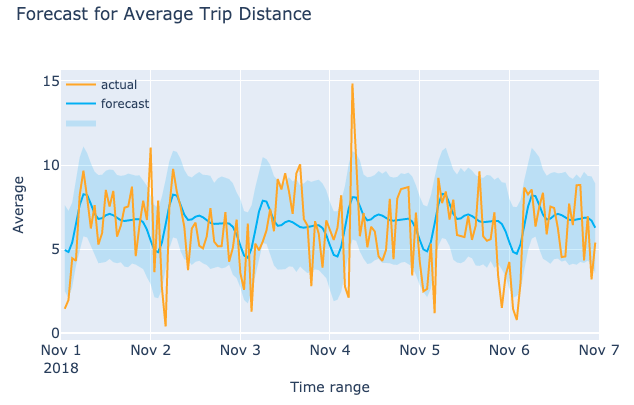 Forecast for Average Trip Distance
15
actual
forecast
10
Average
5
0
Nov 1 Nov 2 Nov 3 Nov 4 Nov 5 Nov 6 Nov 7
2018
Time range